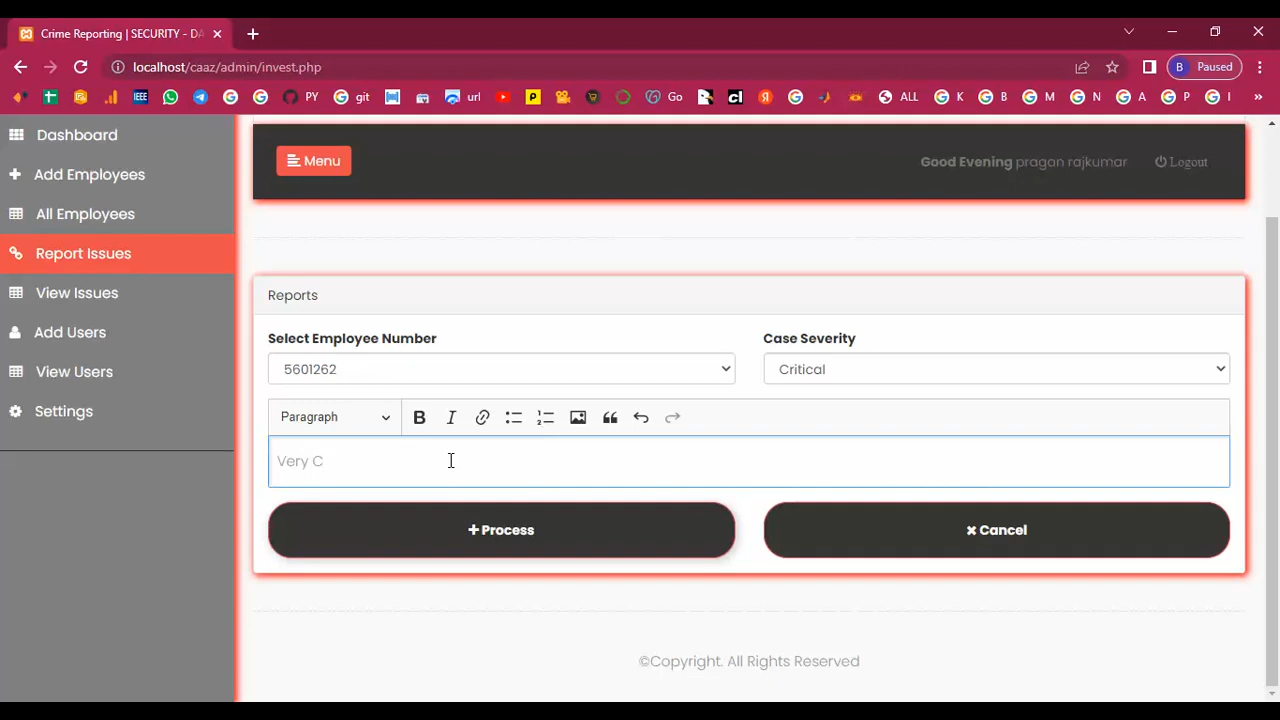 Crime Reporting | SECURITY - DA
localhost/caaz/admin/invest.php
B Paused
IEEE
PY
git
url
P
Go
cl
ALL
K
B
M
N
A
P
I
Dashboard
Add Employees
All Employees
Report Issues
View Issues
Add Users
View Users
Settings
Menu
Good Evening pragan rajkumar
Logout
Reports
Select Employee Number
Case Severity
5601262
Critical
Paragraph
B I
Very C
Process
Cancel
©Copyright. All Rights Reserved